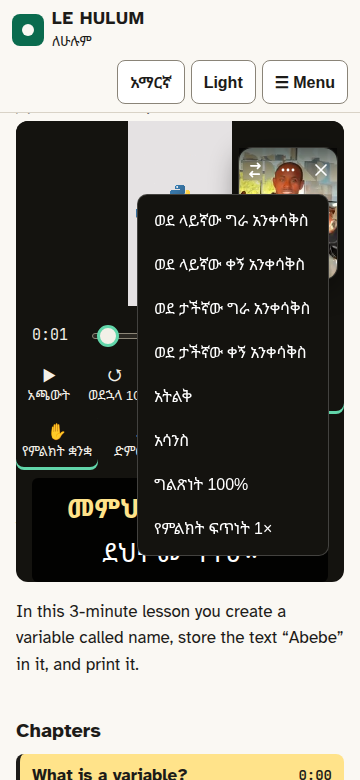 LE HULUM
ለሁሉም
አማርኛ
Light
☰ Menu
ወደ ላይኛው ግራ አንቀሳቅስ
ወደ ላይኛው ቀኝ አንቀሳቅስ
ወደ ታችኛው ግራ አንቀሳቅስ
ወደ ታችኛው ቀኝ አንቀሳቅስ
አትልቅ
አሳንስ
ግልጽነት 100%
የምልክት ፍጥነት 1×
0:01
አጫውት
ወደኋላ
የምልክት ቋንቋ
In this 3-minute lesson you create a
variable called name, store the text “Abebe”
in it, and print it.
Chapters
What is a variable?
0:00